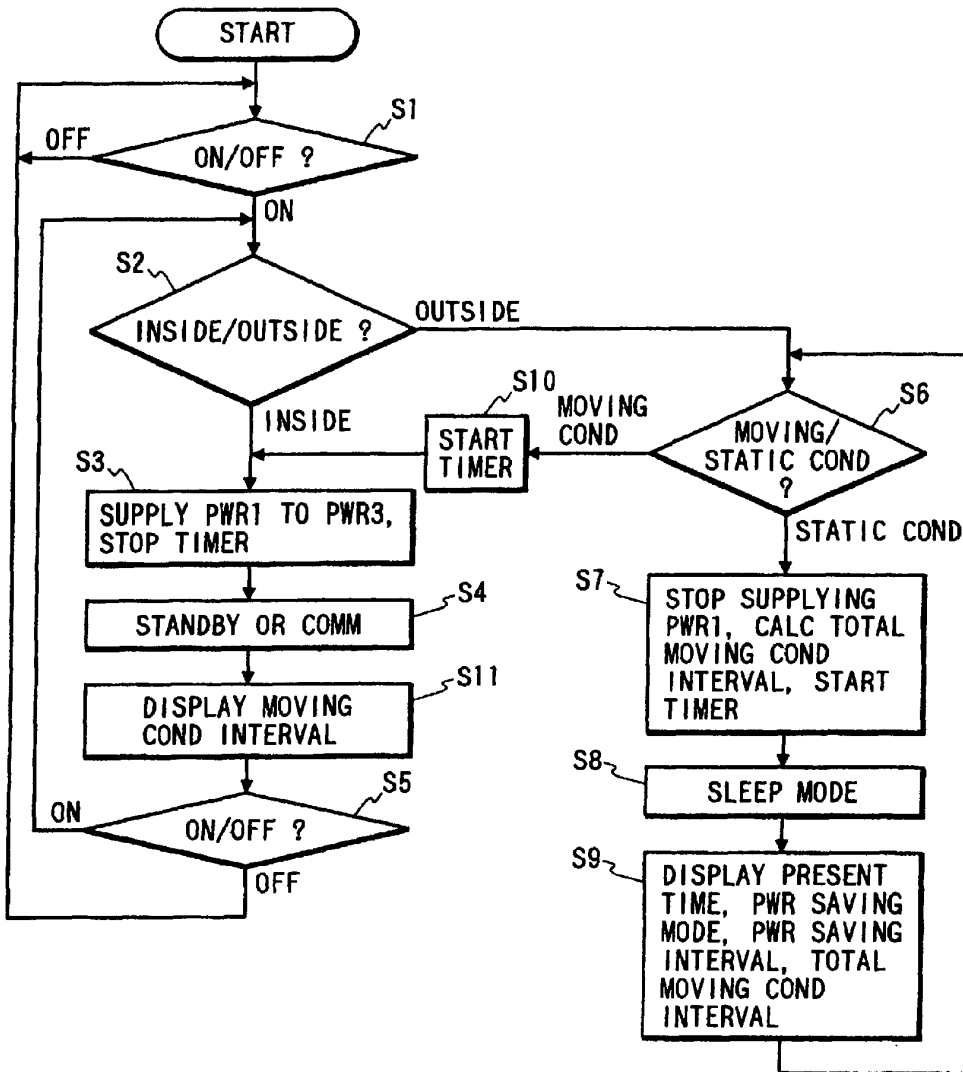 START
S1
OFF
ON/OFF ?
ON
S2
INSIDE/OUTSIDE ?
OUTSIDE
INSIDE
S10
START
TIMER
MOVING
COND
S6
MOVING/
STATIC COND
?
STATIC COND
S3
SUPPLY PWR1 TO PWR3,
STOP TIMER
S4
STANDBY OR COMM
S11
DISPLAY MOVING
COND INTERVAL
S5
ON
ON/OFF ?
OFF
S7
STOP SUPPLYING
PWR1, CALC TOTAL
MOVING COND
INTERVAL, START
TIMER
S8
SLEEP MODE
S9
DISPLAY PRESENT
TIME, PWR SAVING
MODE, PWR SAVING
INTERVAL, TOTAL
MOVING COND
INTERVAL